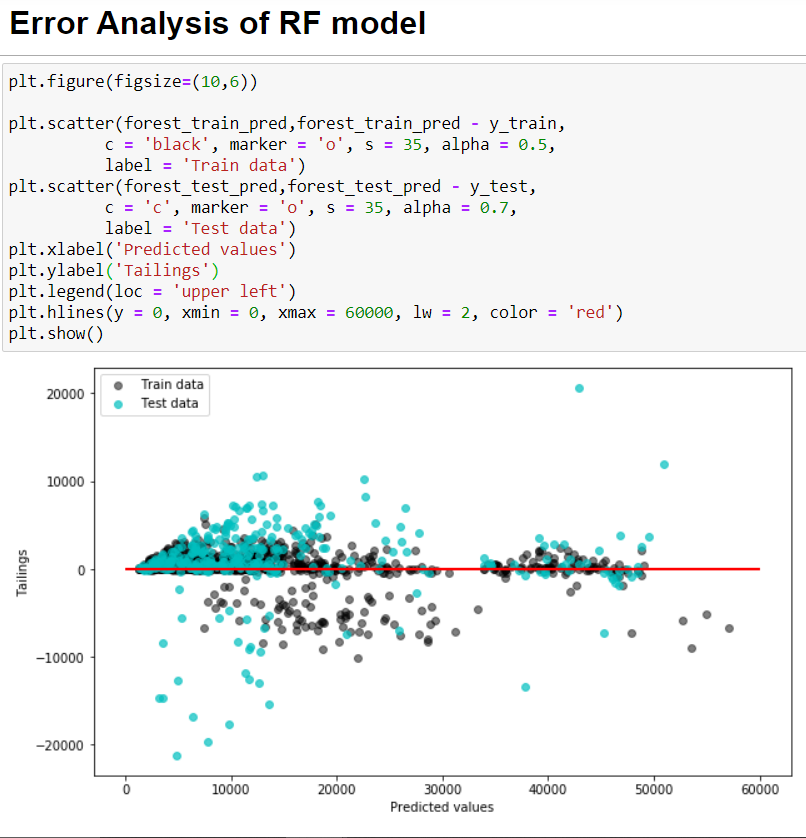 Error Analysis of RF model
plt.figure(figsize=(10,6))
plt.scatter(forest_train_pred,forest_train_pred - y_train,
c = 'black', marker = 'o', s = 35, alpha = 0.5,
label = 'Train data')
plt.scatter(forest_test_pred,forest_test_pred - y_test,
c = 'c', marker = 'o', s = 35, alpha = 0.7,
label = 'Test data')
plt.xlabel('Predicted values')
plt.ylabel('Tailings')
plt.legend(loc = 'upper left')
plt.hlines(y = 0, xmin = 0, xmax = 60000, lw = 2, color = 'red')
plt.show()
Train data
Test data
20000
10000
0
−10000
−20000
Tailings
0 10000 20000 30000 40000 50000 60000
Predicted values